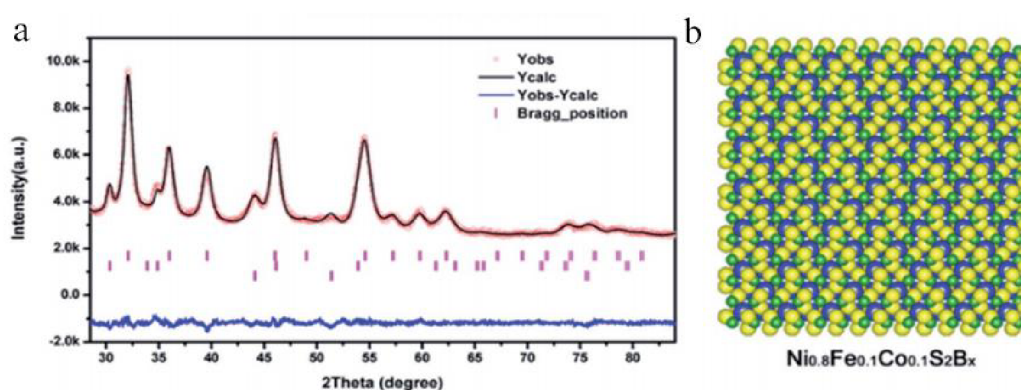 a
b
10.0k
8.0k
6.0k
4.0k
2.0k
0.0
-2.0k
Intensity(a.u.)
Yobs
Ycalc
Yobs-Ycalc
Bragg_position
30 35 40 45 50 55 60 65 70 75 80
2Theta (degree)
Ni0.8Fe0.1Co0.1S2Bx